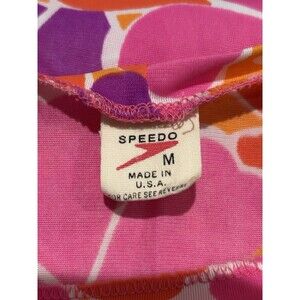 SPEEDO
M
MADE IN
U.S.A.
FOR CARE SEE REVERSE